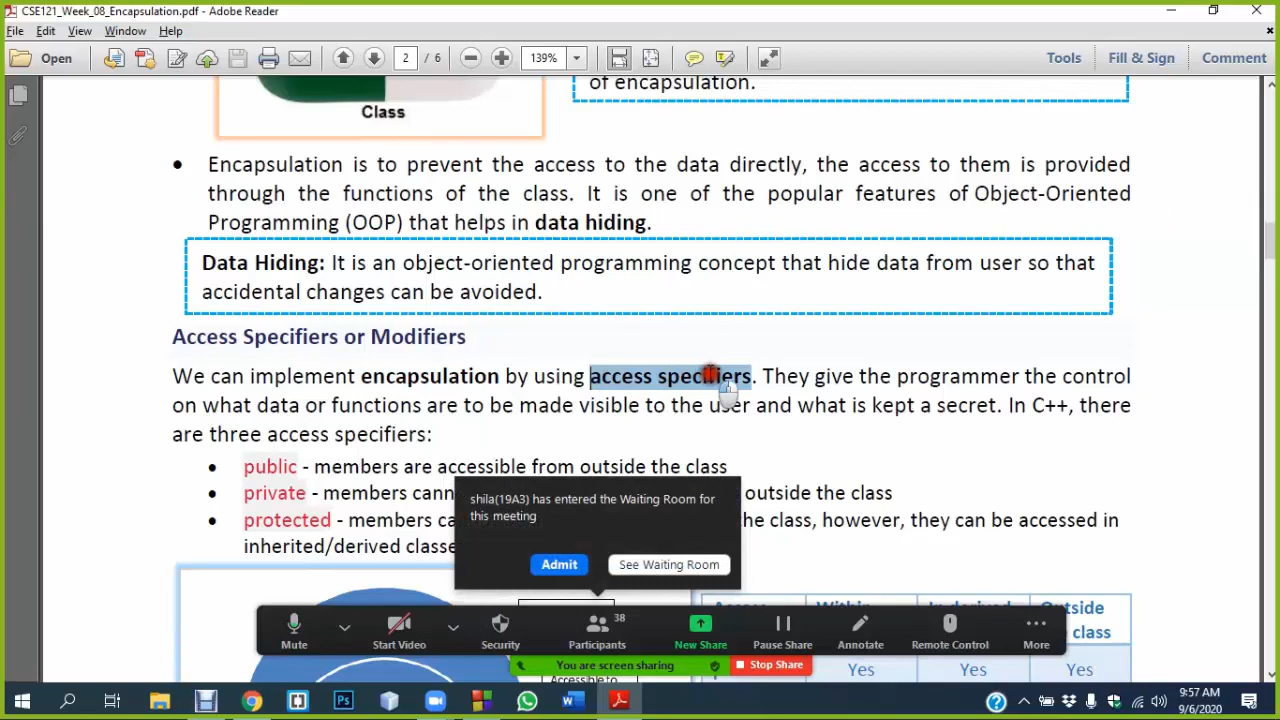 CSE121_Week_08_Encapsulation.pdf - Adobe Reader
File Edit View Window Help
Open 2 / 6 139% Tools Fill & Sign Comment
of encapsulation.
Class
• Encapsulation is to prevent the access to the data directly, the access to them is provided
through the functions of the class. It is one of the popular features of Object-Oriented
Programming (OOP) that helps in data hiding.
Data Hiding: It is an object-oriented programming concept that hide data from user so that
accidental changes can be avoided.
Access Specifiers or Modifiers
We can implement encapsulation by using access specifiers. They give the programmer the control
on what data or functions are to be made visible to the user and what is kept a secret. In C++, there
are three access specifiers:
• public - members are accessible from outside the class
• private - members outside the class
• protected - members the class, however, they can be accessed in
inherited/derived
shila(19A3) has entered the Waiting Room for
this meeting
Admit See Waiting Room
Outside
class
Mute Start Video Security Participants 38 New Share Pause Share Annotate Remote Control More
You are screen sharing Stop Share
Yes Yes Yes
Accessible to
9:57 AM
9/6/2020